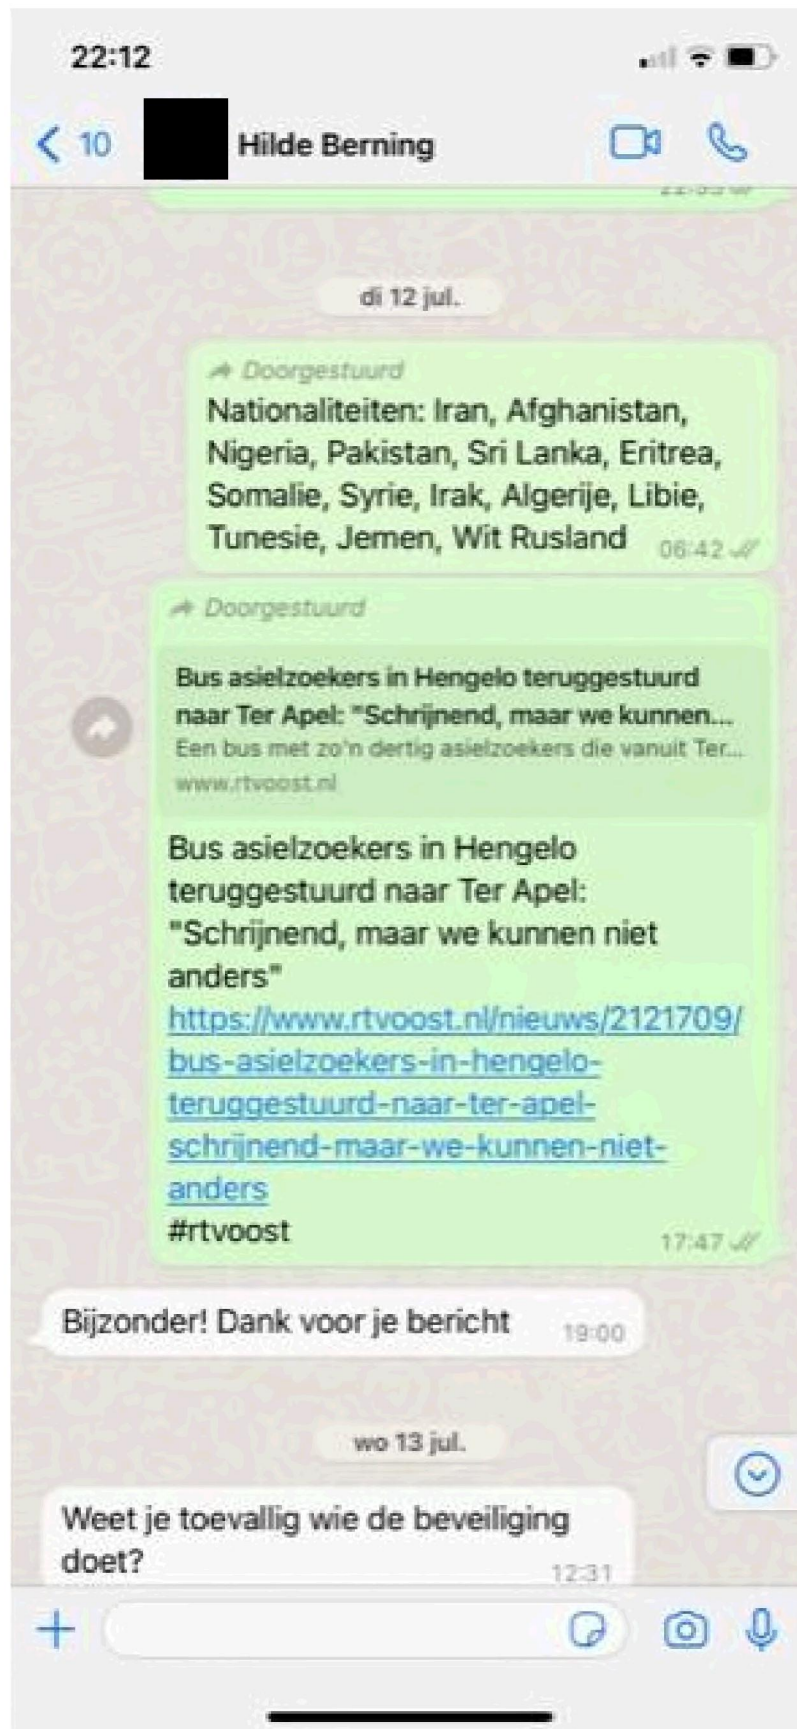 22:12
10
Hilde Berning
di 12 jul.
Doorgestuurd
Nationaliteiten: Iran, Afghanistan,
Nigeria, Pakistan, Sri Lanka, Eritrea,
Somalie, Syrie, Irak, Algerije, Libie,
Tunesie, Jemen, Wit Rusland
06:42
Doorgestuurd
Bus asielzoekers in Hengelo teruggestuurd
naar Ter Apel: "Schrijnend, maar we kunnen...
Een bus met zo'n dertig asielzoekers die vanuit Ter...
www.rtvoost.nl
Bus asielzoekers in Hengelo
teruggestuurd naar Ter Apel:
"Schrijnend, maar we kunnen niet
anders"
https://www.rtvoost.nl/nieuws/2121709/
bus-asielzoekers-in-hengelo-
teruggestuurd-naar-ter-apel-
schrijnend-maar-we-kunnen-niet-
anders
#rtvoost
17:47
Bijzonder! Dank voor je bericht
19:00
wo 13 jul.
Weet je toevallig wie de beveiliging
doet?
12:31